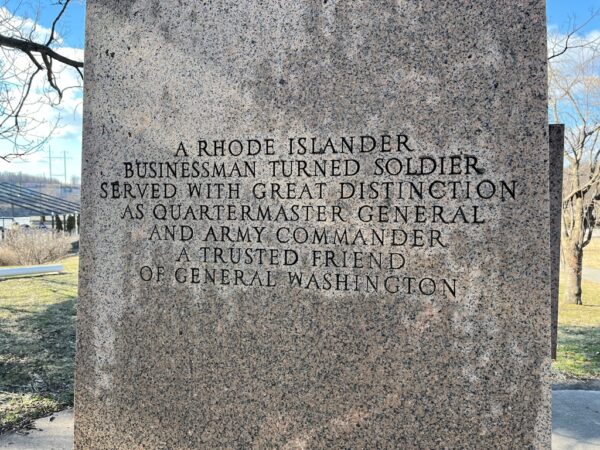 A RHODE ISLANDER
BUSINESSMAN TURNED SOLDIER
SERVED WITH GREAT DISTINCTION
AS QUARTERMASTER GENERAL
AND ARMY COMMANDER
A TRUSTED FRIEND
OF GENERAL WASHINGTON